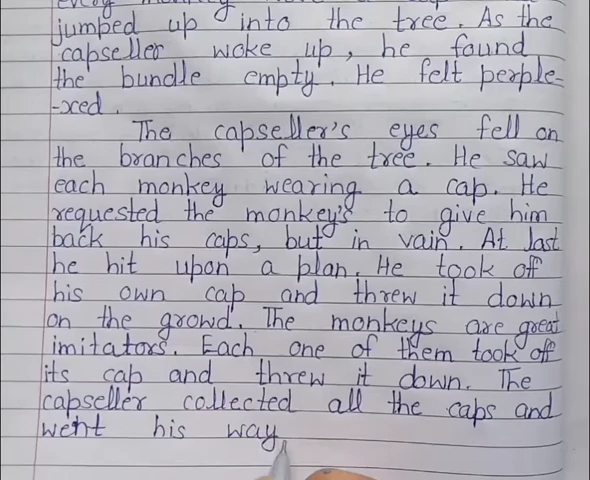 every monkey
jumped up into the tree. As the
capseller woke up, he found
the bundle empty. He felt perple-
-xed.
The capseller's eyes fell on
the branches of the tree. He saw
each monkey wearing a cap. He
requested the monkey's to give him
back his caps, but in vain. At last
he hit upon a plan. He took off
his own cap and threw it down
on the growd. The monkeys are great
imitators. Each one of them took off
its cap and threw it down. The
capseller collected all the caps and
went his way